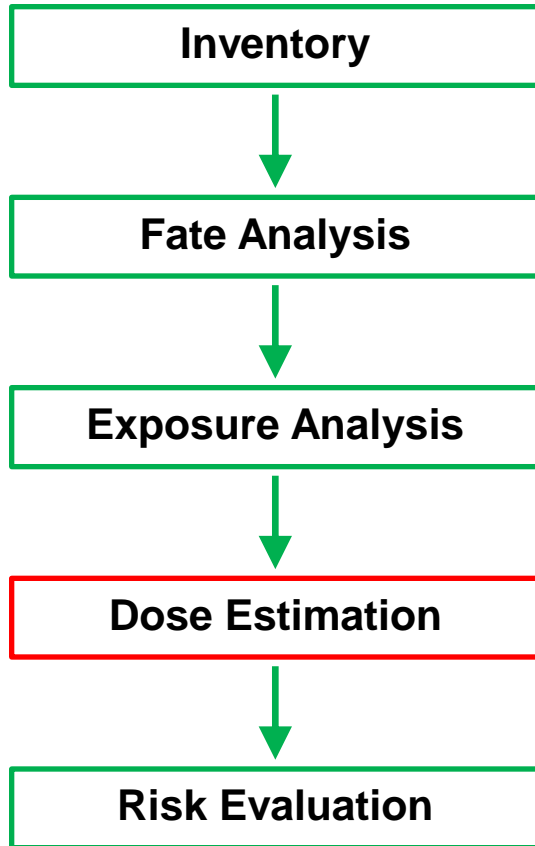 Inventory
Fate Analysis
Exposure Analysis
Dose Estimation
Risk Evaluation